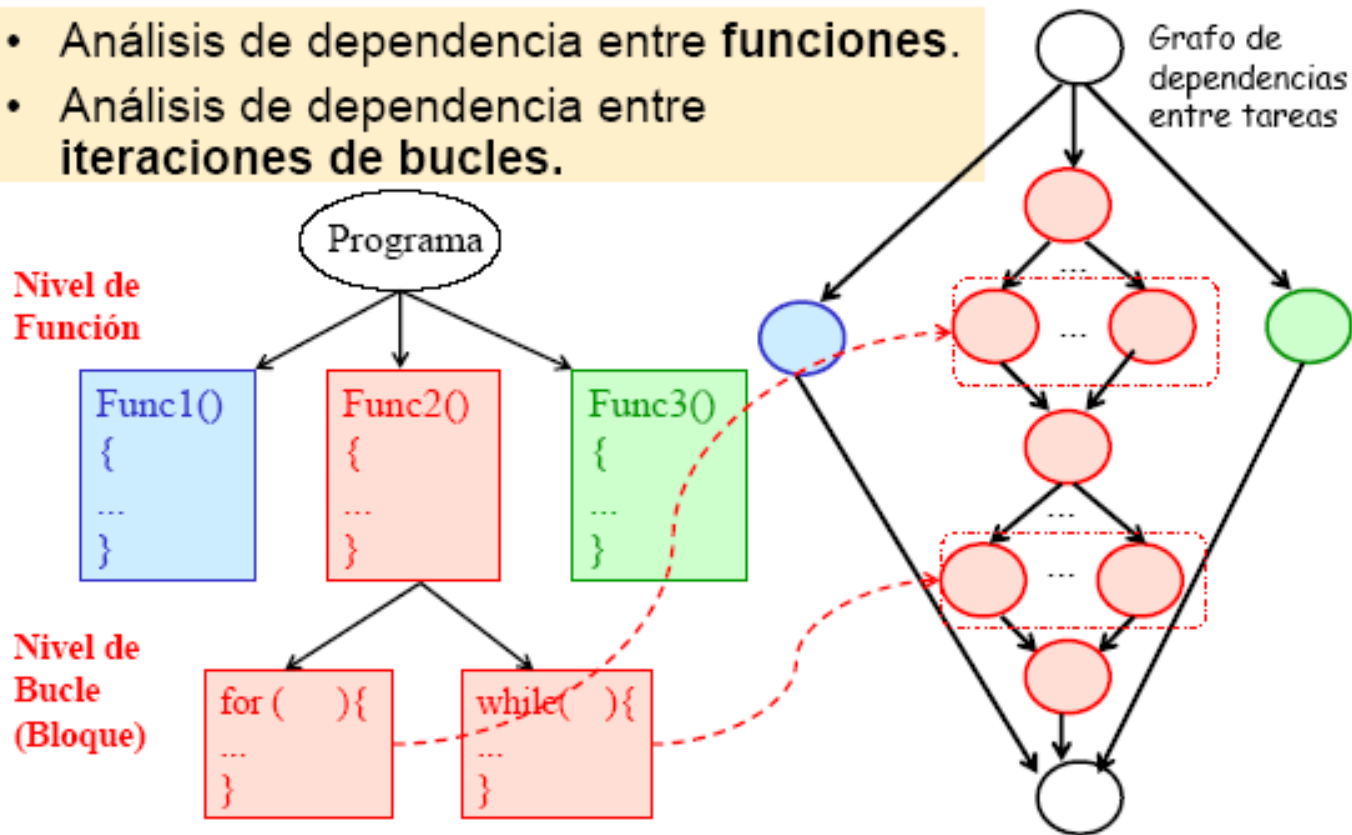 • Análisis de dependencia entre funciones.
• Análisis de dependencia entre
iteraciones de bucles.
Grafo de
dependencias
entre tareas
Programa
Nivel de
Función
Func1()
{
...
}
Func2()
{
...
}
Func3()
{
...
}
Nivel de
Bucle
(Bloque)
for (    ){
...
}
while(   ){
...
}
...
...
...
...